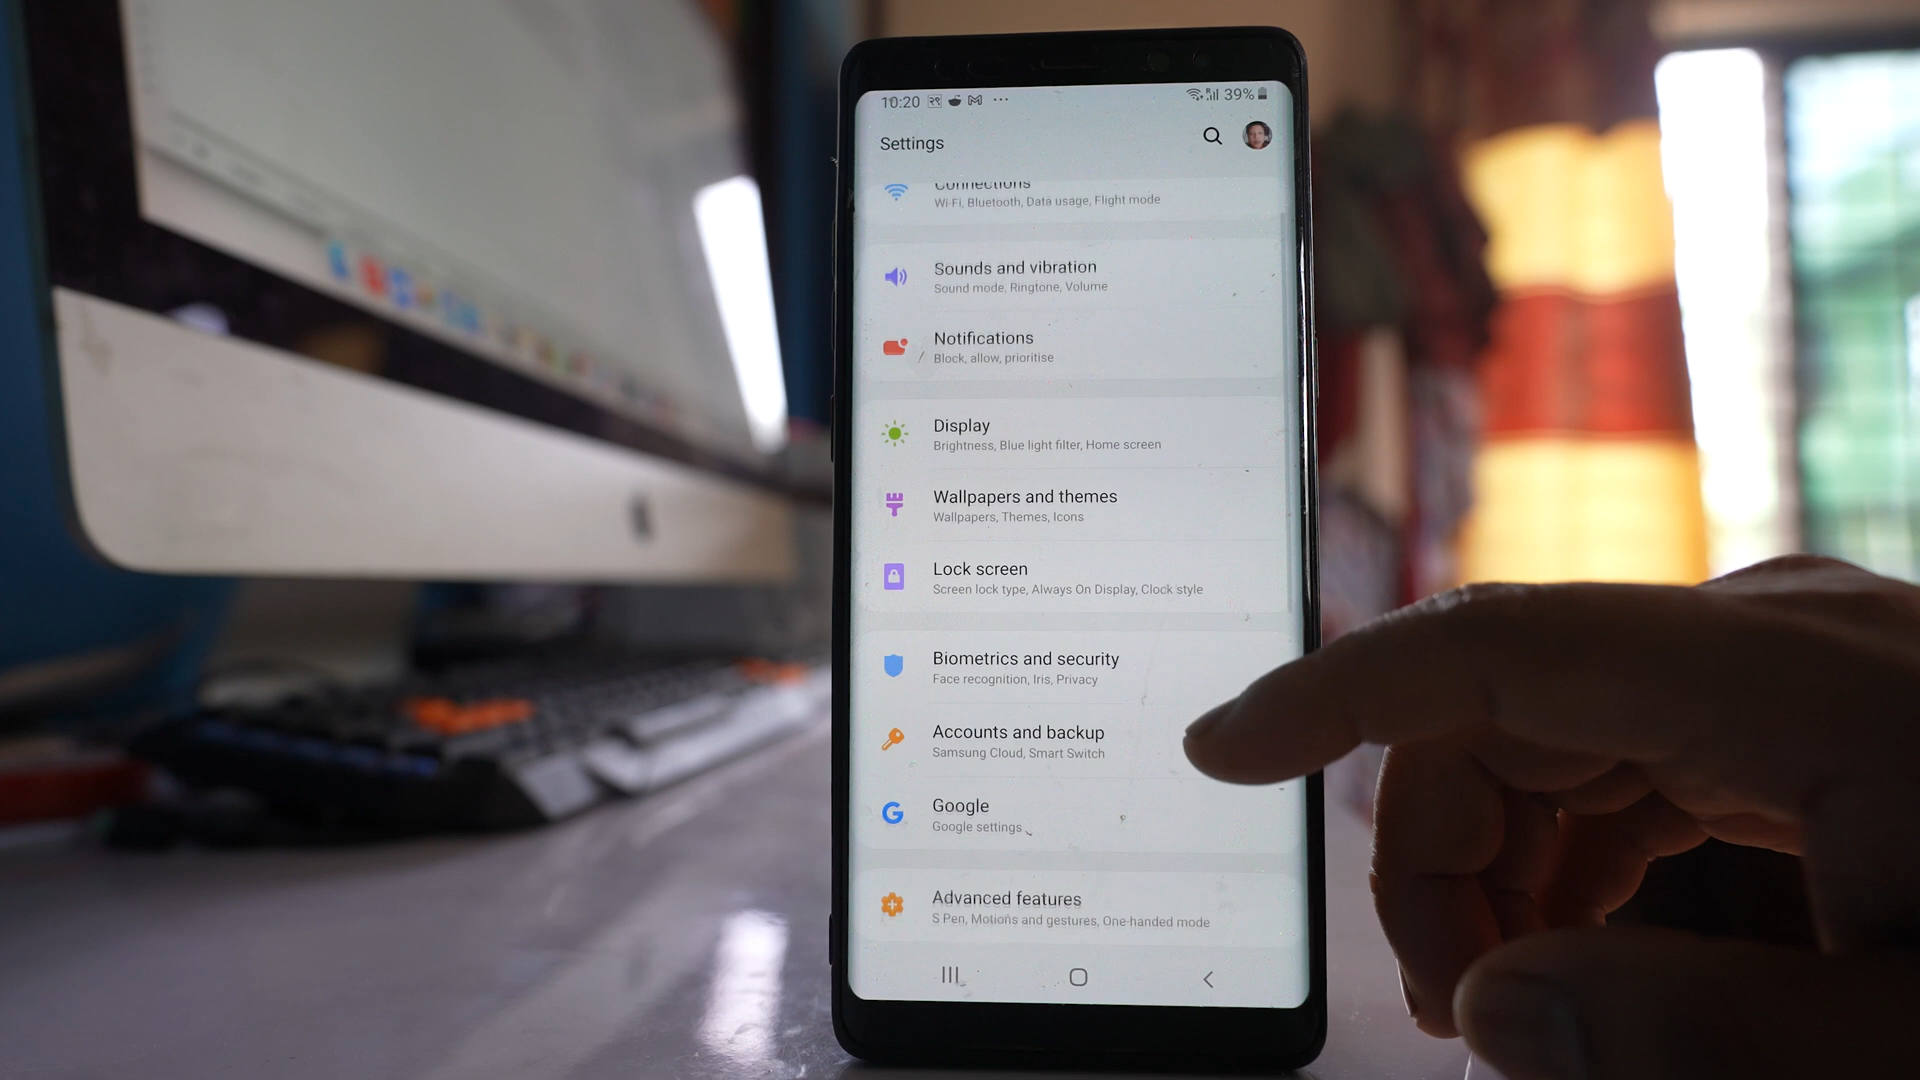 10:20 २९ 39%
Settings
Connections
Wi-Fi, Bluetooth, Data usage, Flight mode
Sounds and vibration
Sound mode, Ringtone, Volume
Notifications
Block, allow, prioritise
Display
Brightness, Blue light filter, Home screen
Wallpapers and themes
Wallpapers, Themes, Icons
Lock screen
Screen lock type, Always On Display, Clock style
Biometrics and security
Face recognition, Iris, Privacy
Accounts and backup
Samsung Cloud, Smart Switch
Google
Google settings
Advanced features
S Pen, Motions and gestures, One-handed mode